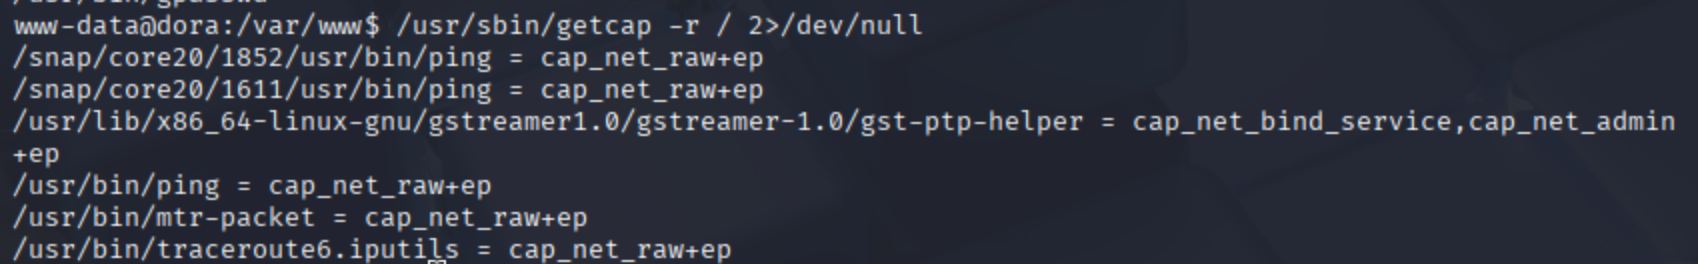 www-data@dora:/var/www$ /usr/sbin/getcap -r / 2>/dev/null
/snap/core20/1852/usr/bin/ping = cap_net_raw+ep
/snap/core20/1611/usr/bin/ping = cap_net_raw+ep
/usr/lib/x86_64-linux-gnu/gstreamer1.0/gstreamer-1.0/gst-ptp-helper = cap_net_bind_service,cap_net_admin
+ep
/usr/bin/ping = cap_net_raw+ep
/usr/bin/mtr-packet = cap_net_raw+ep
/usr/bin/traceroute6.iputils = cap_net_raw+ep